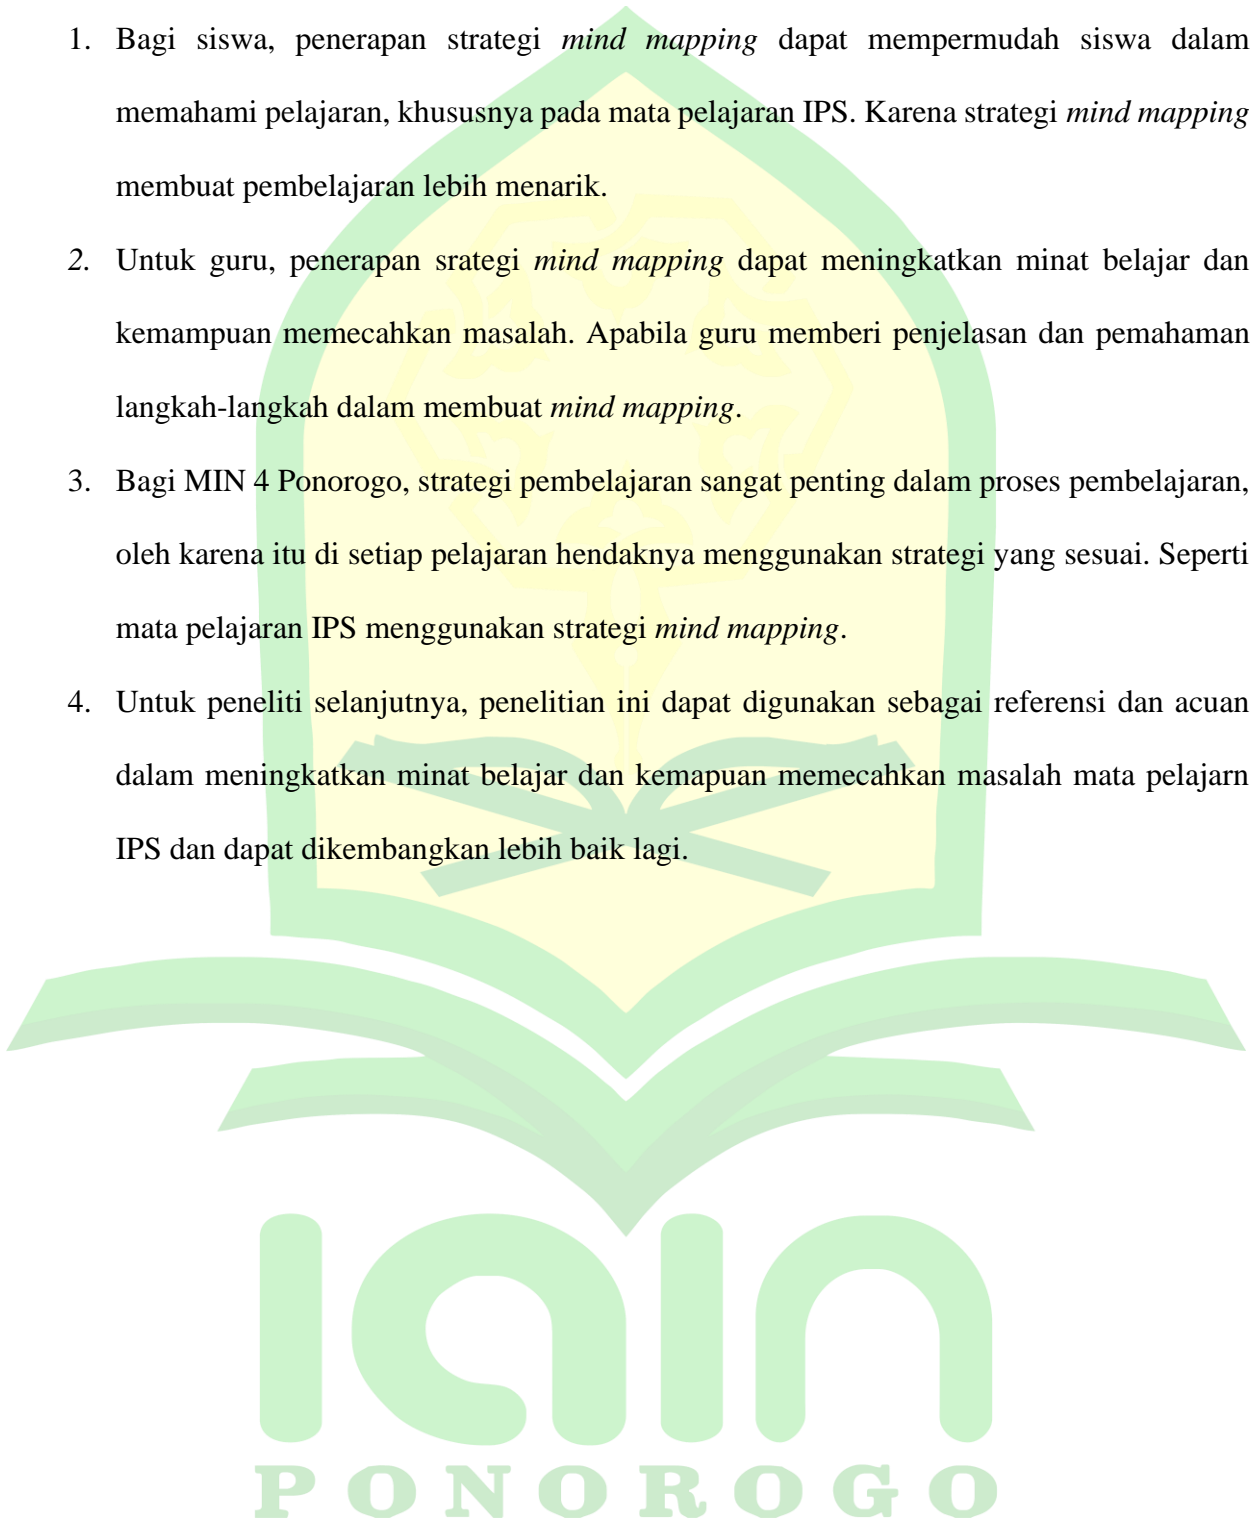 1. Bagi siswa, penerapan strategi mind mapping dapat mempermudah siswa dalam
memahami pelajaran, khususnya pada mata pelajaran IPS. Karena strategi mind mapping
membuat pembelajaran lebih menarik.
2. Untuk guru, penerapan srategi mind mapping dapat meningkatkan minat belajar dan
kemampuan memecahkan masalah. Apabila guru memberi penjelasan dan pemahaman
langkah-langkah dalam membuat mind mapping.
3. Bagi MIN 4 Ponorogo, strategi pembelajaran sangat penting dalam proses pembelajaran,
oleh karena itu di setiap pelajaran hendaknya menggunakan strategi yang sesuai. Seperti
mata pelajaran IPS menggunakan strategi mind mapping.
4. Untuk peneliti selanjutnya, penelitian ini dapat digunakan sebagai referensi dan acuan
dalam meningkatkan minat belajar dan kemapuan memecahkan masalah mata pelajarn
IPS dan dapat dikembangkan lebih baik lagi.
iain
PONOROGO